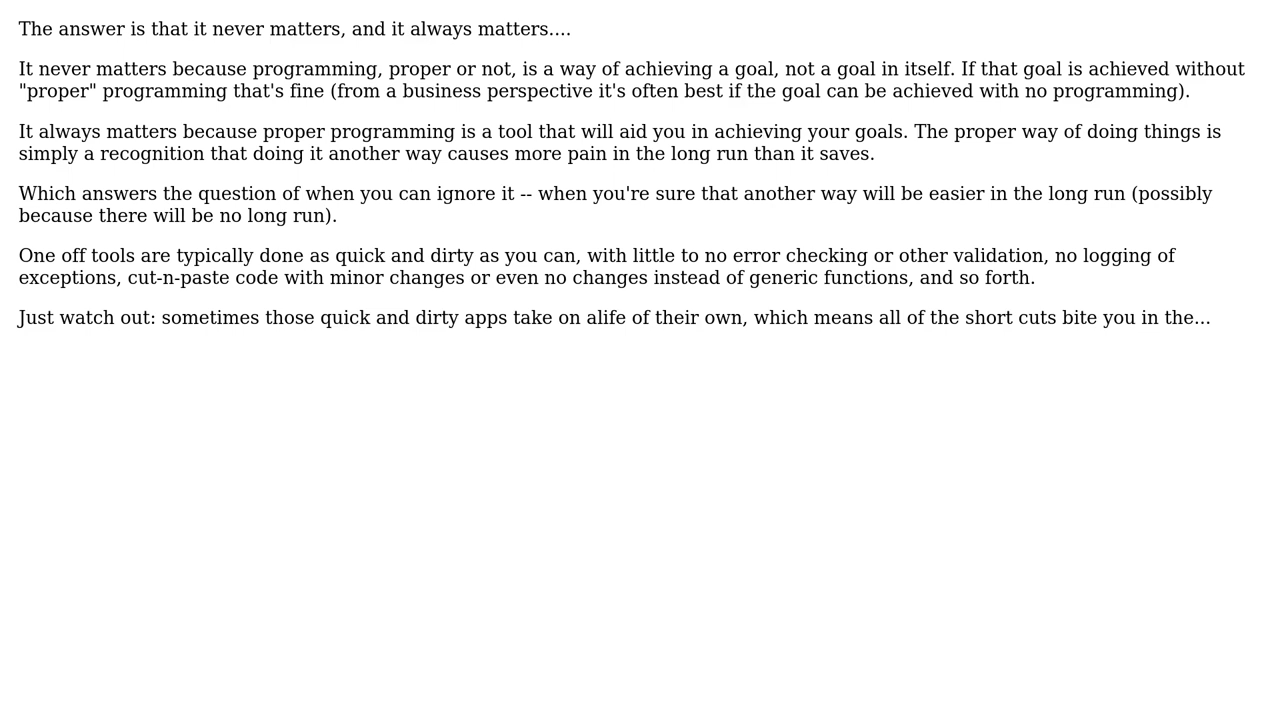 The answer is that it never matters, and it always matters....
It never matters because programming, proper or not, is a way of achieving a goal, not a goal in itself. If that goal is achieved without
"proper" programming that's fine (from a business perspective it's often best if the goal can be achieved with no programming).
It always matters because proper programming is a tool that will aid you in achieving your goals. The proper way of doing things is
simply a recognition that doing it another way causes more pain in the long run than it saves.
Which answers the question of when you can ignore it -- when you're sure that another way will be easier in the long run (possibly
because there will be no long run).
One off tools are typically done as quick and dirty as you can, with little to no error checking or other validation, no logging of
exceptions, cut-n-paste code with minor changes or even no changes instead of generic functions, and so forth.
Just watch out: sometimes those quick and dirty apps take on alife of their own, which means all of the short cuts bite you in the...